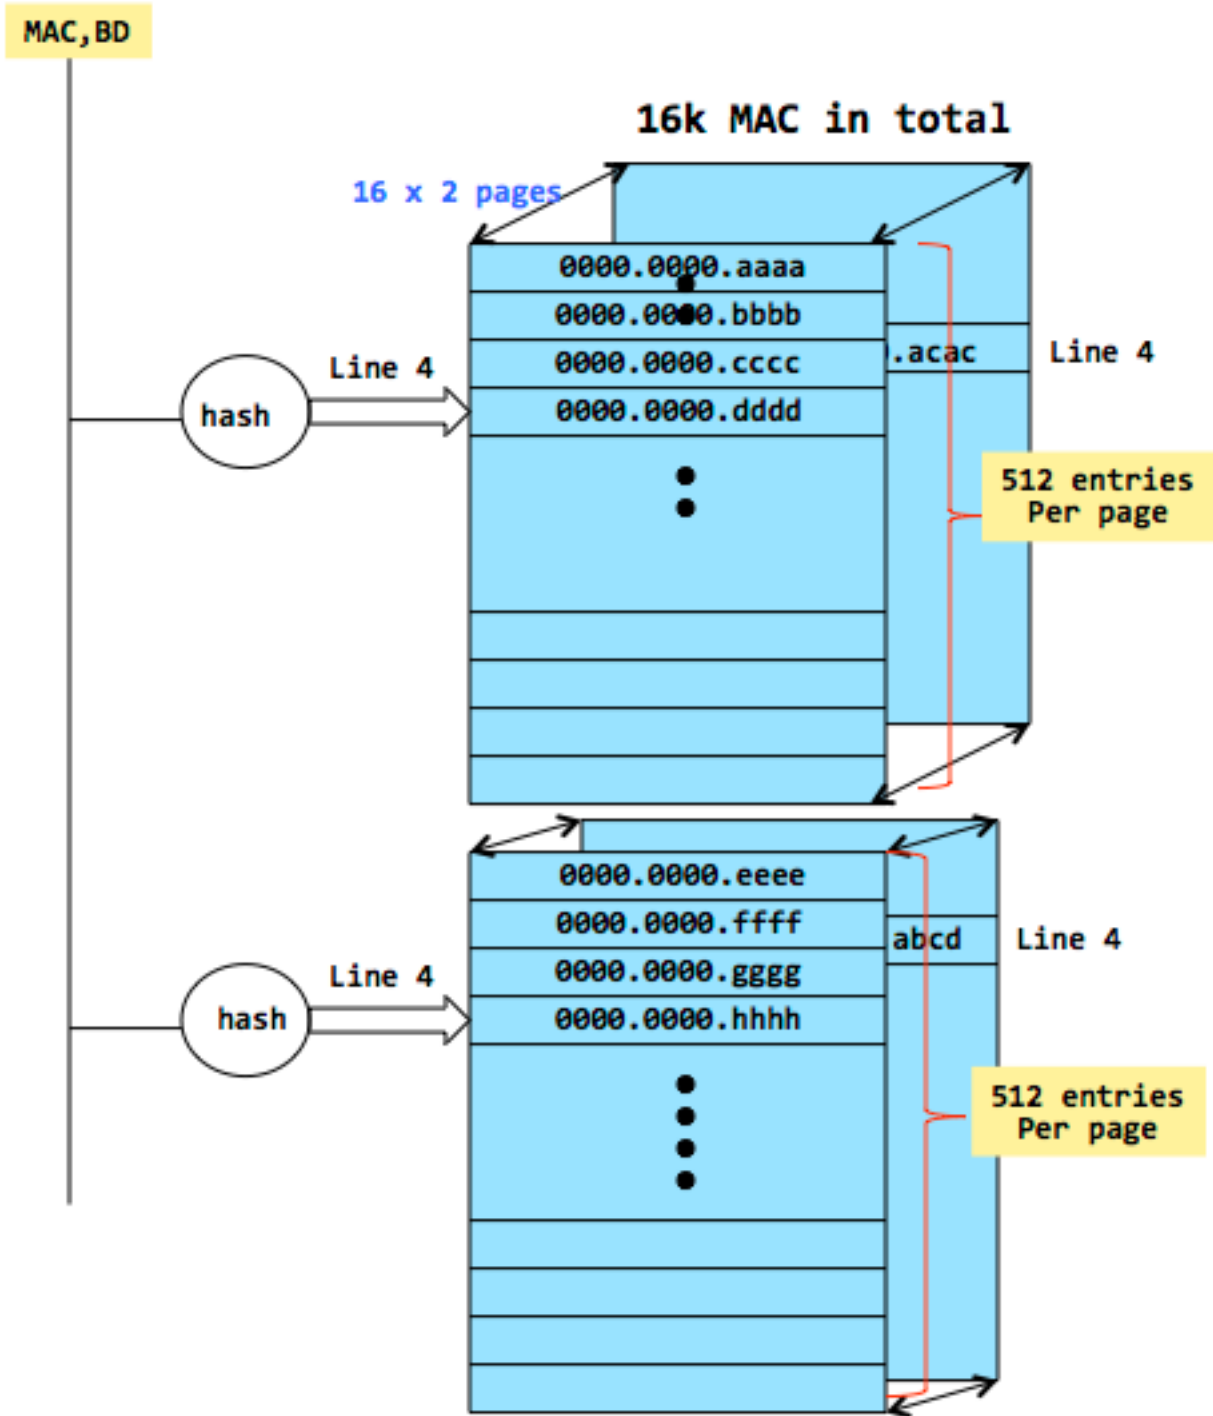 MAC,BD
16k MAC in total
16 x 2 pages
0000.0000.aaaa
0000.0000.bbbb
0000.0000.cccc
0000.0000.dddd
.acac
Line 4
Line 4
hash
512 entries
Per page
0000.0000.eeee
0000.0000.ffff
0000.0000.gggg
0000.0000.hhhh
abcd
Line 4
Line 4
hash
512 entries
Per page